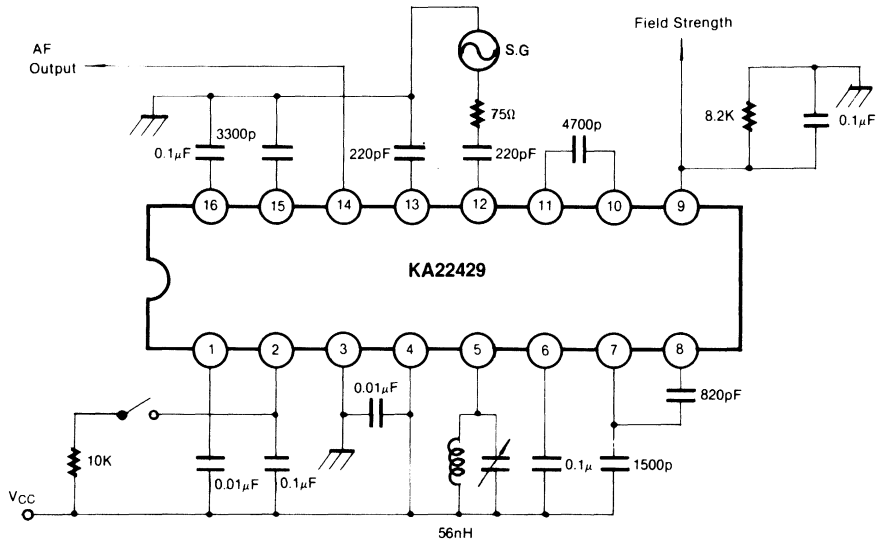 AF
Output
S.G
Field Strength
75Ω
8.2K
0.1μF
3300p
0.1μF
220pF
220pF
4700p
16
15
14
13
12
11
10
9
KA22429
1
2
3
4
5
6
7
8
0.01μF
820pF
10K
0.01μF
0.1μF
0.1μ
1500p
VCC
56nH